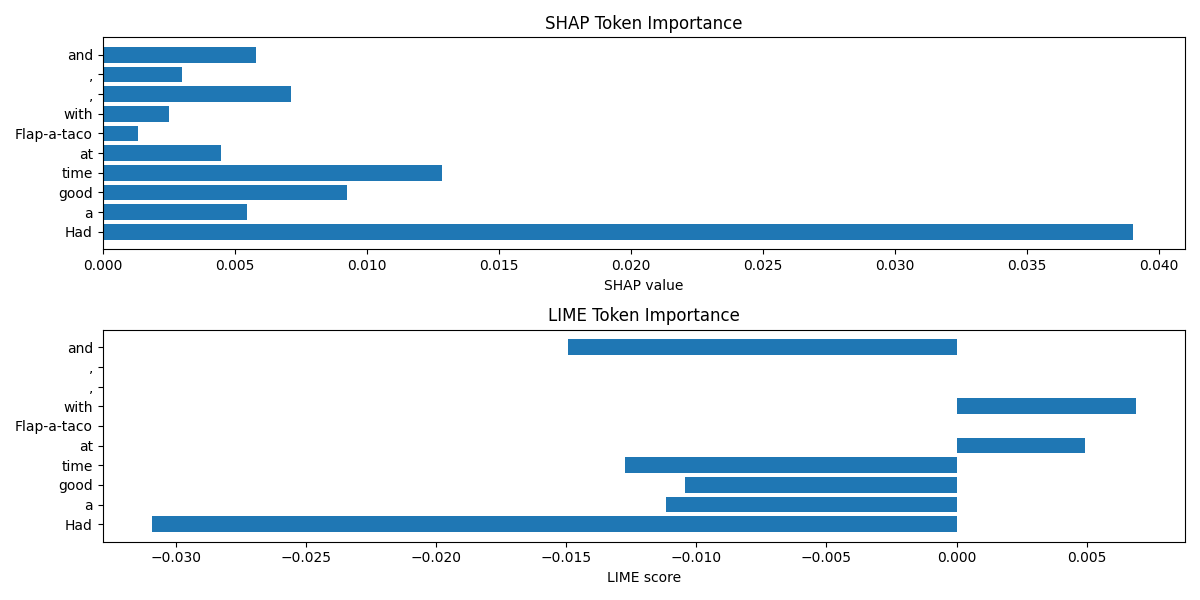 SHAP Token Importance
and
,
,
with
Flap-a-taco
at
time
good
a
Had
0.000 0.005 0.010 0.015 0.020 0.025 0.030 0.035 0.040
SHAP value
LIME Token Importance
and
,
,
with
Flap-a-taco
at
time
good
a
Had
−0.030 −0.025 −0.020 −0.015 −0.010 −0.005 0.000 0.005
LIME score